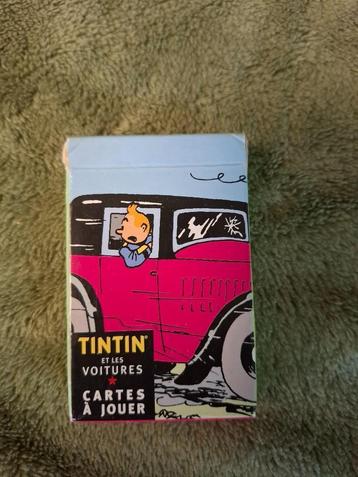 TINTIN®
ET LES
VOITURES
CARTES
À JOUER